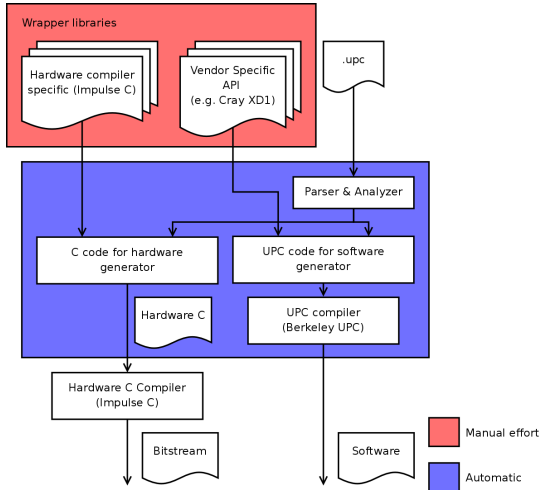 Wrapper libraries
Hardware compiler
specific (Impulse C)
Vendor Specific
API
(e.g. Cray XD1)
.upc
Parser & Analyzer
C code for hardware
generator
UPC code for software
generator
Hardware C
UPC compiler
(Berkeley UPC)
Hardware C Compiler
(Impulse C)
Bitstream
Software
Manual effort
Automatic